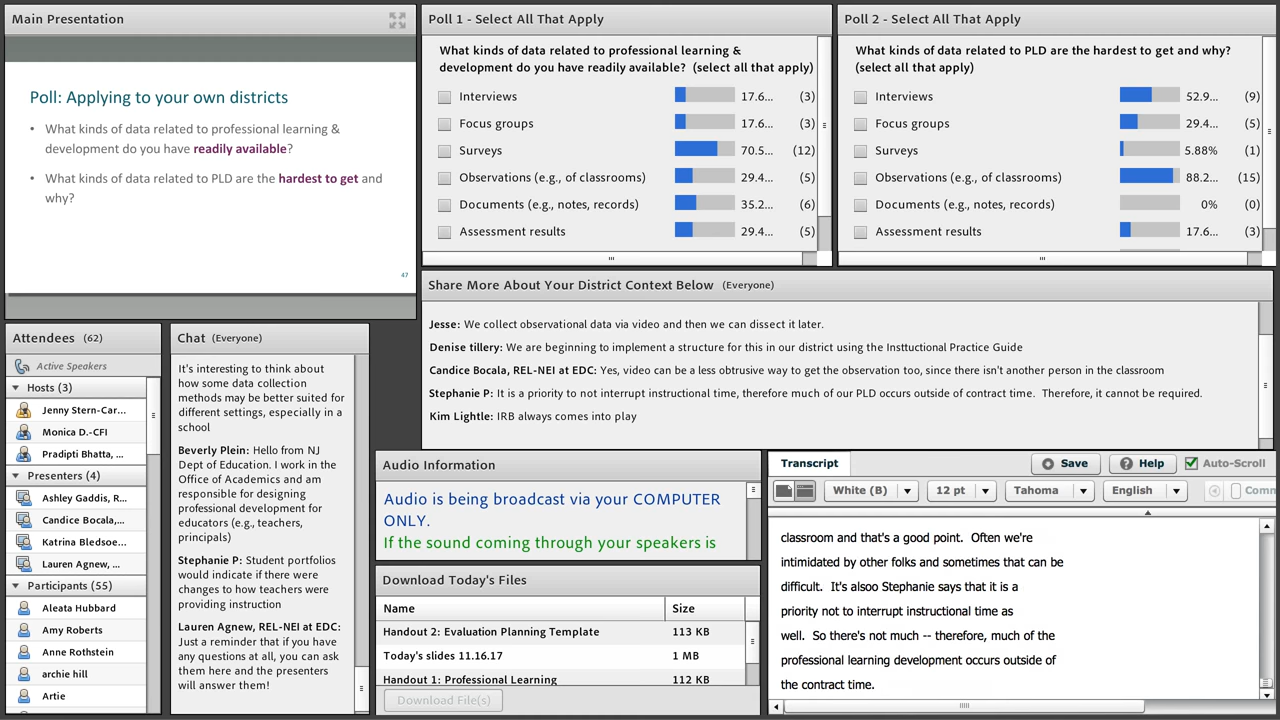 Main Presentation
Poll: Applying to your own districts
• What kinds of data related to professional learning &
development do you have readily available?
• What kinds of data related to PLD are the hardest to get and
why?
47
Poll 1 - Select All That Apply
What kinds of data related to professional learning &
development do you have readily available? (select all that apply)
Interviews 17.6... (3)
Focus groups 17.6... (3)
Surveys 70.5... (12)
Observations (e.g., of classrooms) 29.4... (5)
Documents (e.g., notes, records) 35.2... (6)
Assessment results 29.4... (5)
Poll 2 - Select All That Apply
What kinds of data related to PLD are the hardest to get and why?
(select all that apply)
Interviews 52.9... (9)
Focus groups 29.4... (5)
Surveys 5.88% (1)
Observations (e.g., of classrooms) 88.2... (15)
Documents (e.g., notes, records) 0% (0)
Assessment results 17.6... (3)
Share More About Your District Context Below (Everyone)
Jesse: We collect observational data via video and then we can dissect it later.
Denise tillery: We are beginning to implement a structure for this in our district using the Insttuctional Practice Guide
Candice Bocala, REL-NEI at EDC: Yes, video can be a less obtrusive way to get the observation too, since there isn't another person in the classroom
Stephanie P: It is a priority to not interrupt instructional time, therefore much of our PLD occurs outside of contract time. Therefore, it cannot be required.
Kim Lightle: IRB always comes into play
Attendees (62)
Active Speakers
Hosts (3)
Jenny Stern-Car...
Monica D.-CFI
Pradipti Bhatta, ...
Presenters (4)
Ashley Gaddis, R...
Candice Bocala,...
Katrina Bledsoe...
Lauren Agnew, ...
Participants (55)
Aleata Hubbard
Amy Roberts
Anne Rothstein
archie hill
Artie
Chat (Everyone)
It's interesting to think about
how some data collection
methods may be better suited for
different settings, especially in a
school
Beverly Plein: Hello from NJ
Dept of Education. I work in the
Office of Academics and am
responsible for designing
professional development for
educators (e.g., teachers,
principals)
Stephanie P: Student portfolios
would indicate if there were
changes to how teachers were
providing instruction
Lauren Agnew, REL-NEI at EDC:
Just a reminder that if you have
any questions at all, you can ask
them here and the presenters
will answer them!
Audio Information
Audio is being broadcast via your COMPUTER
ONLY.
If the sound coming through your speakers is
Download Today's Files
Name Size
Handout 2: Evaluation Planning Template 113 KB
Today's slides 11.16.17 1 MB
Handout 1: Professional Learning 112 KB
Download File(s)
Transcript Save Help Auto-Scroll
White (B) 12 pt Tahoma English Comm
classroom and that's a good point. Often we're
intimidated by other folks and sometimes that can be
difficult. It's alsoo Stephanie says that it is a
priority not to interrupt instructional time as
well. So there's not much -- therefore, much of the
professional learning development occurs outside of
the contract time.